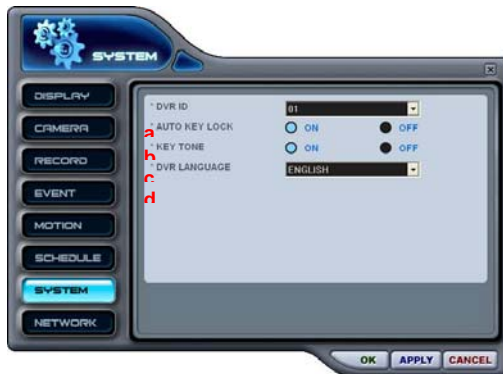 SYSTEM
DISPLAY
CAMERA
RECORD
EVENT
MOTION
SCHEDULE
SYSTEM
NETWORK
* DVR ID 01
* AUTO KEY LOCK ON OFF
a
* KEY TONE ON OFF
b
* DVR LANGUAGE ENGLISH
c
d
OK APPLY CANCEL